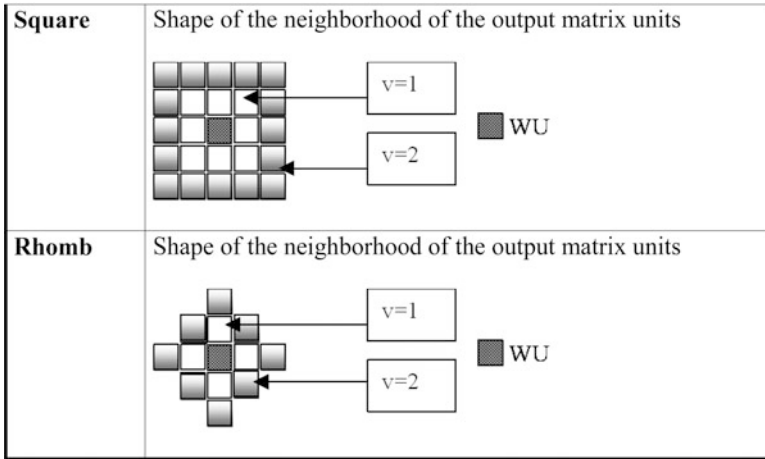 Square
Shape of the neighborhood of the output matrix units
v=1
WU
v=2
Rhomb
Shape of the neighborhood of the output matrix units
v=1
WU
v=2